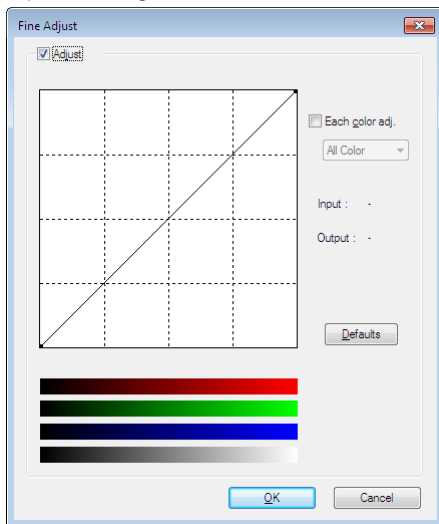 Fine Adjust
Adjust
Each color adj.
All Color
Input : -
Output : -
Defaults
OK
Cancel